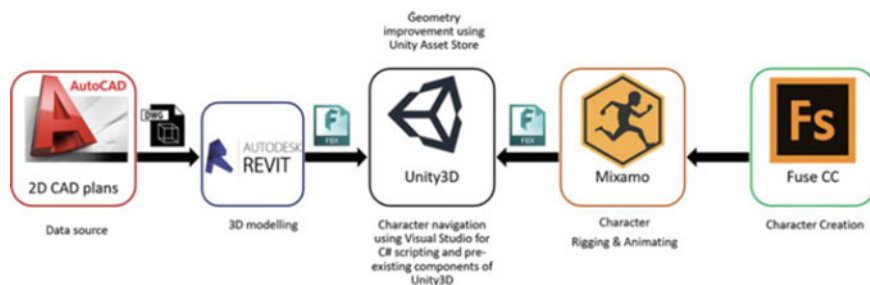 Geometry
improvement using
Unity Asset Store
AUTOCAD
DWG
2D CAD plans
Data source
AUTODESK
REVIT
3D modelling
FBX
Unity3D
Character navigation
using Visual Studio for
C# scripting and pre-
existing components of
Unity3D
FBX
Mixamo
Character
Rigging & Animating
Fs
Fuse CC
Character Creation